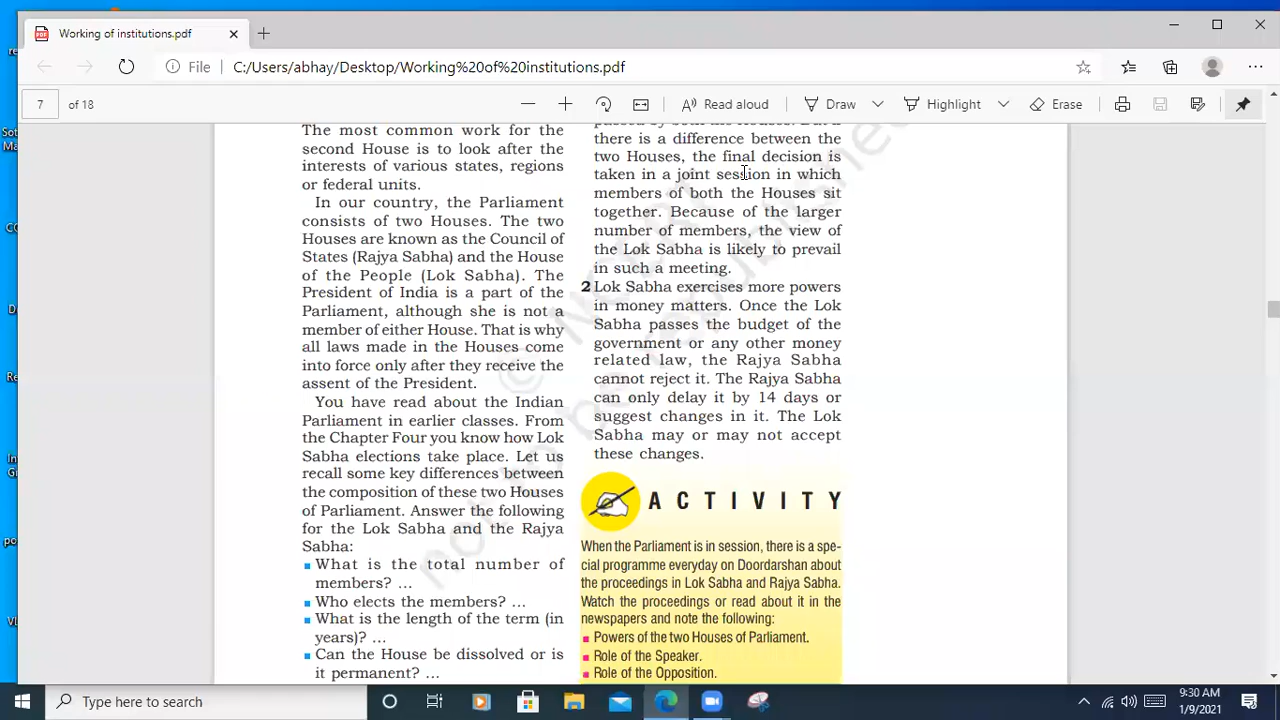 Working of institutions.pdf
File
C:/Users/abhay/Desktop/Working%20of%20institutions.pdf
7 of 18
Read aloud
Draw
Highlight
Erase
The most common work for the
second House is to look after the
interests of various states, regions
or federal units.
In our country, the Parliament
consists of two Houses. The two
Houses are known as the Council of
States (Rajya Sabha) and the House
of the People (Lok Sabha). The
President of India is a part of the
Parliament, although she is not a
member of either House. That is why
all laws made in the Houses come
into force only after they receive the
assent of the President.
You have read about the Indian
Parliament in earlier classes. From
the Chapter Four you know how Lok
Sabha elections take place. Let us
recall some key differences between
the composition of these two Houses
of Parliament. Answer the following
for the Lok Sabha and the Rajya
Sabha:
What is the total number of
members? ...
Who elects the members? ...
What is the length of the term (in
years)? ...
Can the House be dissolved or is
it permanent? ...
there is a difference between the
two Houses, the final decision is
taken in a joint session in which
members of both the Houses sit
together. Because of the larger
number of members, the view of
the Lok Sabha is likely to prevail
in such a meeting.
2 Lok Sabha exercises more powers
in money matters. Once the Lok
Sabha passes the budget of the
government or any other money
related law, the Rajya Sabha
cannot reject it. The Rajya Sabha
can only delay it by 14 days or
suggest changes in it. The Lok
Sabha may or may not accept
these changes.
ACTIVITY
When the Parliament is in session, there is a spe-
cial programme everyday on Doordarshan about
the proceedings in Lok Sabha and Rajya Sabha.
Watch the proceedings or read about it in the
newspapers and note the following:
Powers of the two Houses of Parliament.
Role of the Speaker.
Role of the Opposition.
Type here to search
9:30 AM
1/9/2021